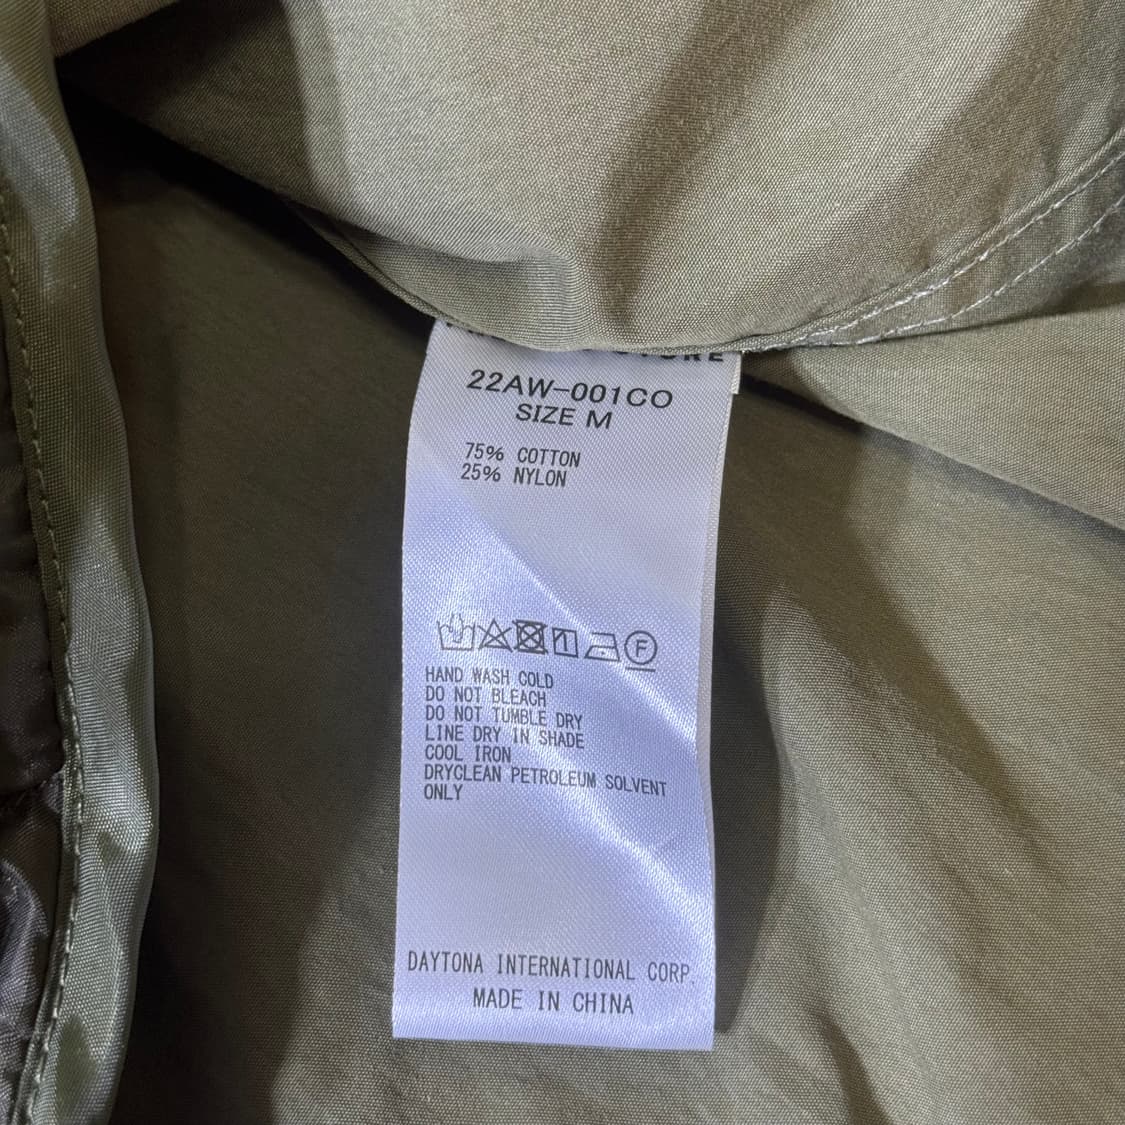 22AW-001CO
SIZE M
75% COTTON
25% NYLON
F
HAND WASH COLD
DO NOT BLEACH
DO NOT TUMBLE DRY
LINE DRY IN SHADE
COOL IRON
DRYCLEAN PETROLEUM SOLVENT
ONLY
DAYTONA INTERNATIONAL CORP.
MADE IN CHINA